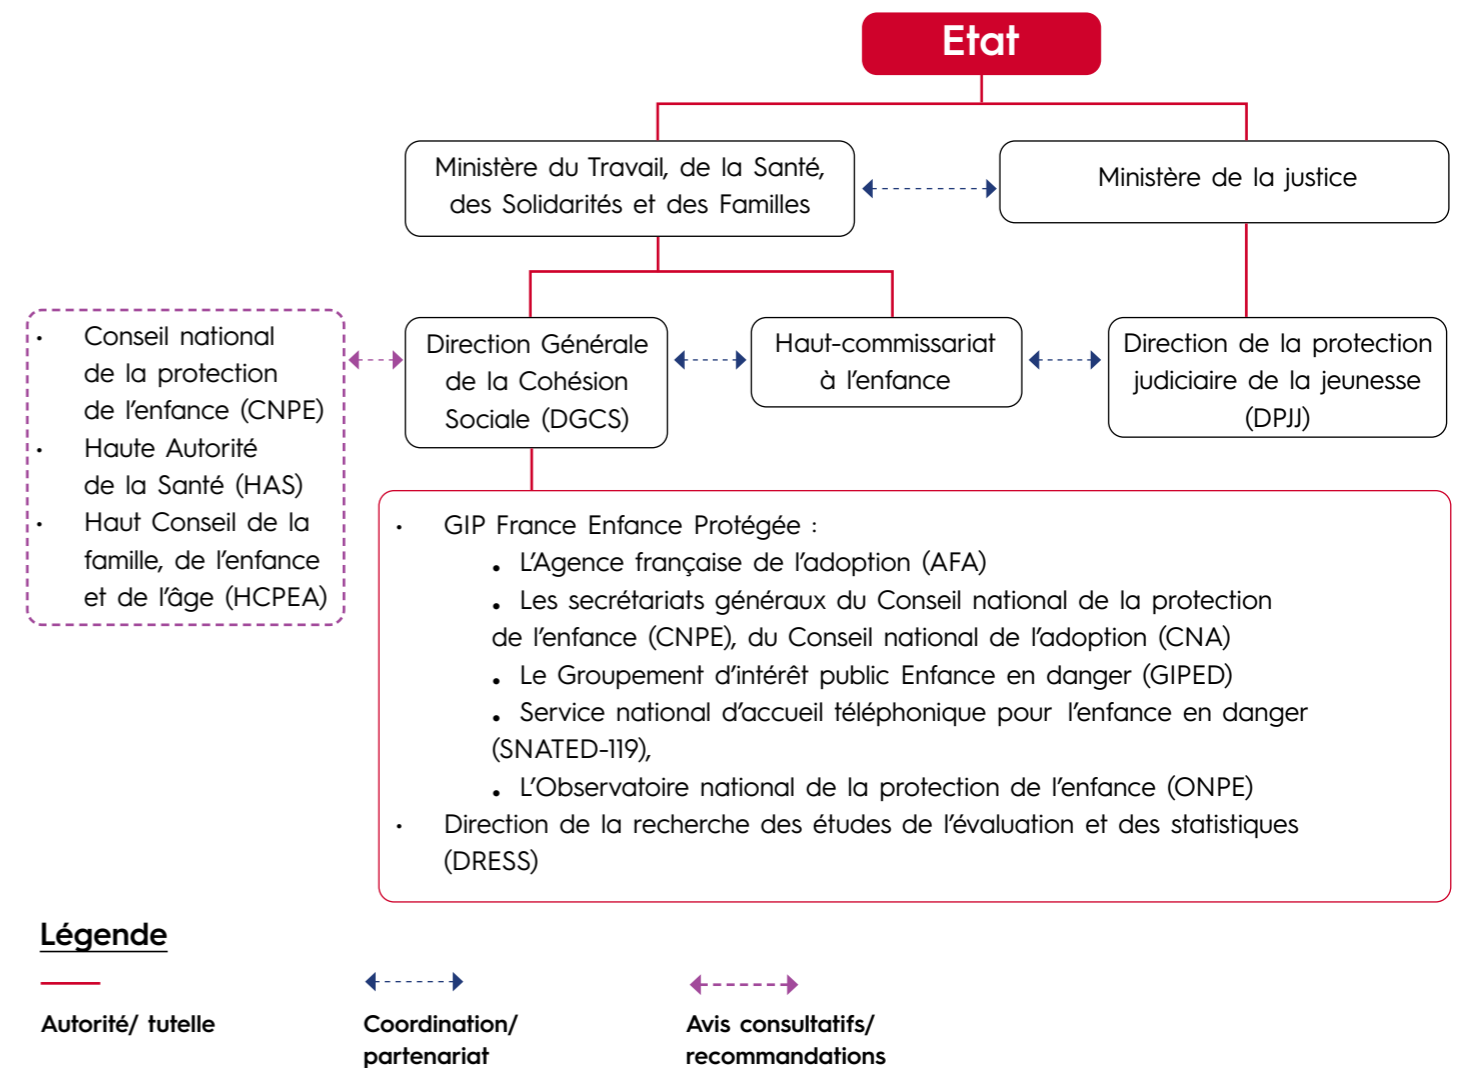 Etat
Ministère du Travail, de la Santé,
des Solidarités et des Familles
Ministère de la justice
· Conseil national
de la protection
de l'enfance (CNPE)
· Haute Autorité
de la Santé (HAS)
· Haut Conseil de la
famille, de l'enfance
et de l'âge (HCPEA)
Direction Générale
de la Cohésion
Sociale (DGCS)
Haut-commissariat
à l'enfance
Direction de la protection
judiciaire de la jeunesse
(DPJJ)
· GIP France Enfance Protégée :
. L'Agence française de l'adoption (AFA)
. Les secrétariats généraux du Conseil national de la protection
de l'enfance (CNPE), du Conseil national de l'adoption (CNA)
. Le Groupement d'intérêt public Enfance en danger (GIPED)
. Service national d'accueil téléphonique pour l'enfance en danger
(SNATED-119),
. L'Observatoire national de la protection de l'enfance (ONPE)
· Direction de la recherche des études de l'évaluation et des statistiques
(DRESS)
Légende
Autorité/ tutelle
Coordination/
partenariat
Avis consultatifs/
recommandations